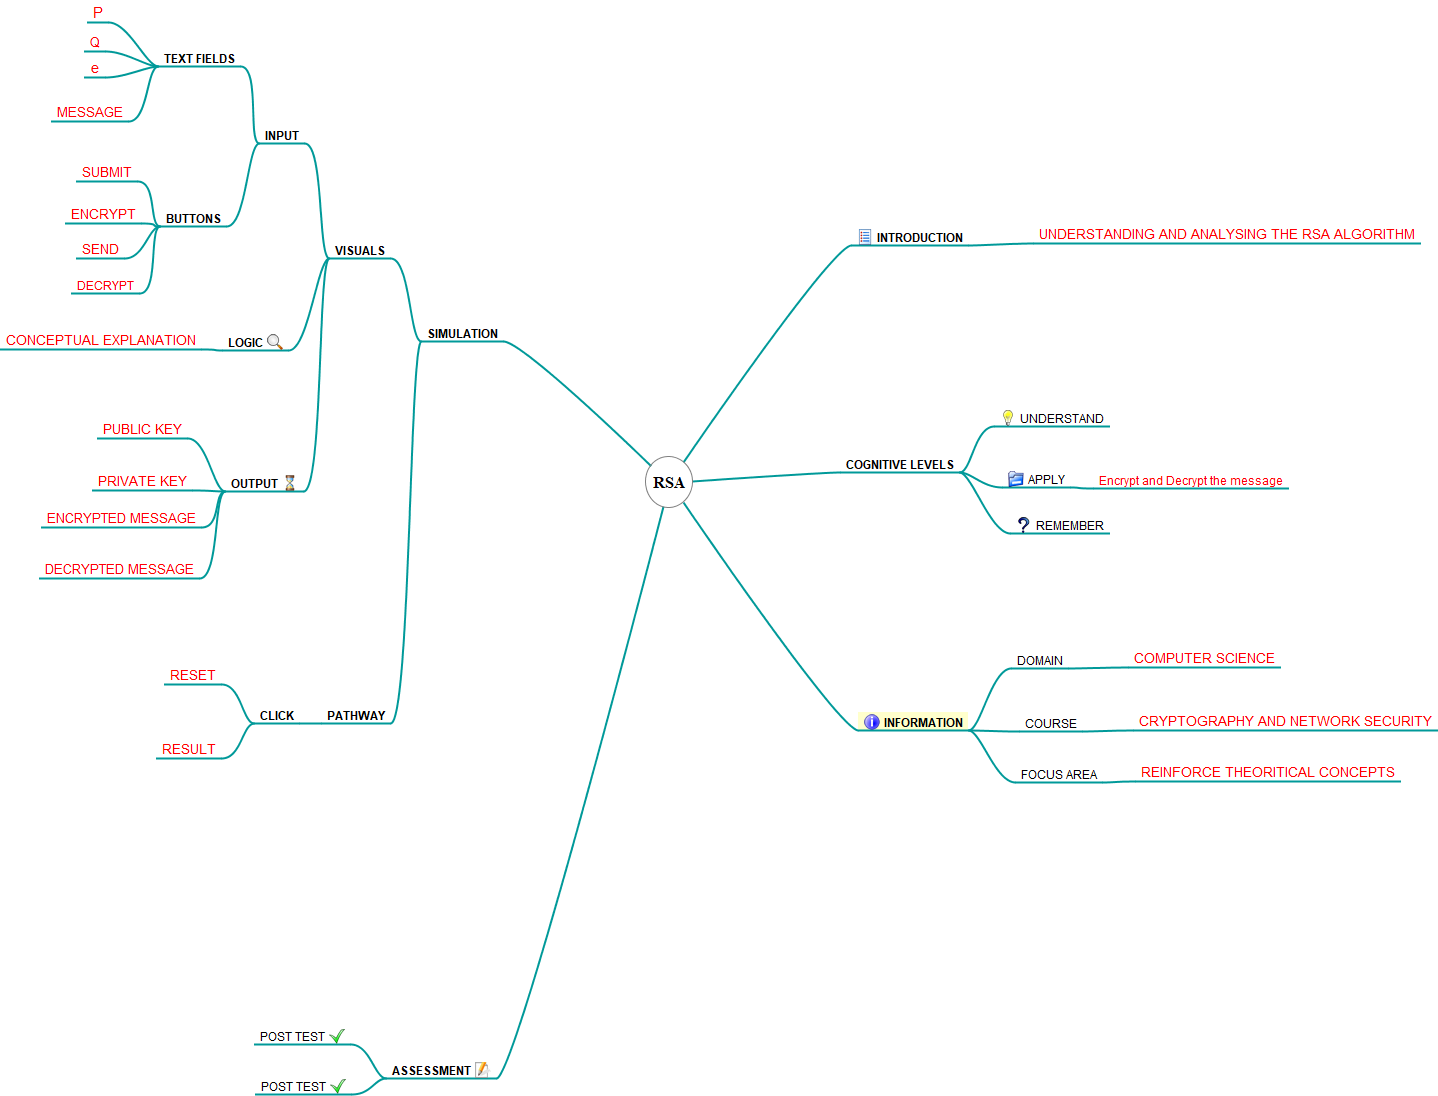 P
Q
e
MESSAGE
TEXT FIELDS
INPUT
SUBMIT
ENCRYPT
SEND
DECRYPT
BUTTONS
VISUALS
CONCEPTUAL EXPLANATION
LOGIC
SIMULATION
PUBLIC KEY
PRIVATE KEY
ENCRYPTED MESSAGE
DECRYPTED MESSAGE
OUTPUT
RESET
RESULT
CLICK
PATHWAY
RSA
INTRODUCTION
UNDERSTANDING AND ANALYSING THE RSA ALGORITHM
COGNITIVE LEVELS
UNDERSTAND
APPLY
Encrypt and Decrypt the message
REMEMBER
INFORMATION
DOMAIN
COMPUTER SCIENCE
COURSE
CRYPTOGRAPHY AND NETWORK SECURITY
FOCUS AREA
REINFORCE THEORITICAL CONCEPTS
POST TEST
POST TEST
ASSESSMENT